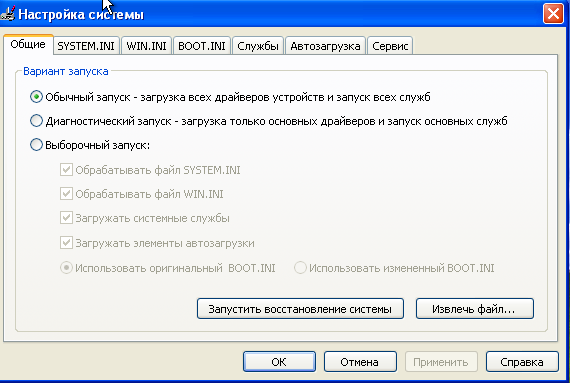 Настройка системы
Общие SYSTEM.INI WIN.INI BOOT.INI Службы Автозагрузка Сервис
Вариант запуска
Обычный запуск - загрузка всех драйверов устройств и запуск всех служб
Диагностический запуск - загрузка только основных драйверов и запуск основных служб
Выборочный запуск:
Обрабатывать файл SYSTEM.INI
Обрабатывать файл WIN.INI
Загружать системные службы
Загружать элементы автозагрузки
Использовать оригинальный BOOT.INI Использовать измененный BOOT.INI
Запустить восстановление системы Извлечь файл...
ОК Отмена Применить Справка